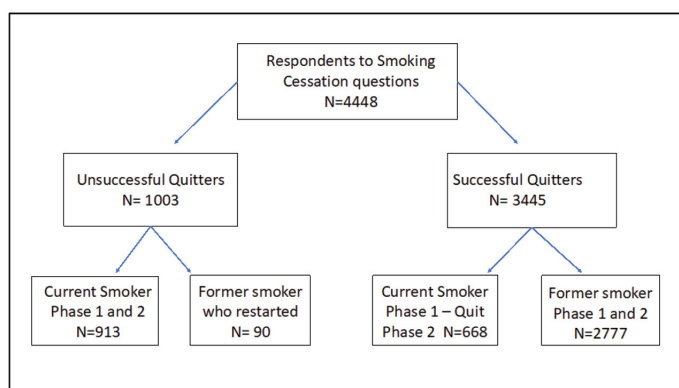 Respondents to Smoking
Cessation questions
N=4448
Unsuccessful Quitters
N= 1003
Successful Quitters
N= 3445
Current Smoker
Phase 1 and 2
N=913
Former smoker
who restarted
N= 90
Current Smoker
Phase 1 – Quit
Phase 2 N=668
Former smoker
Phase 1 and 2
N=2777